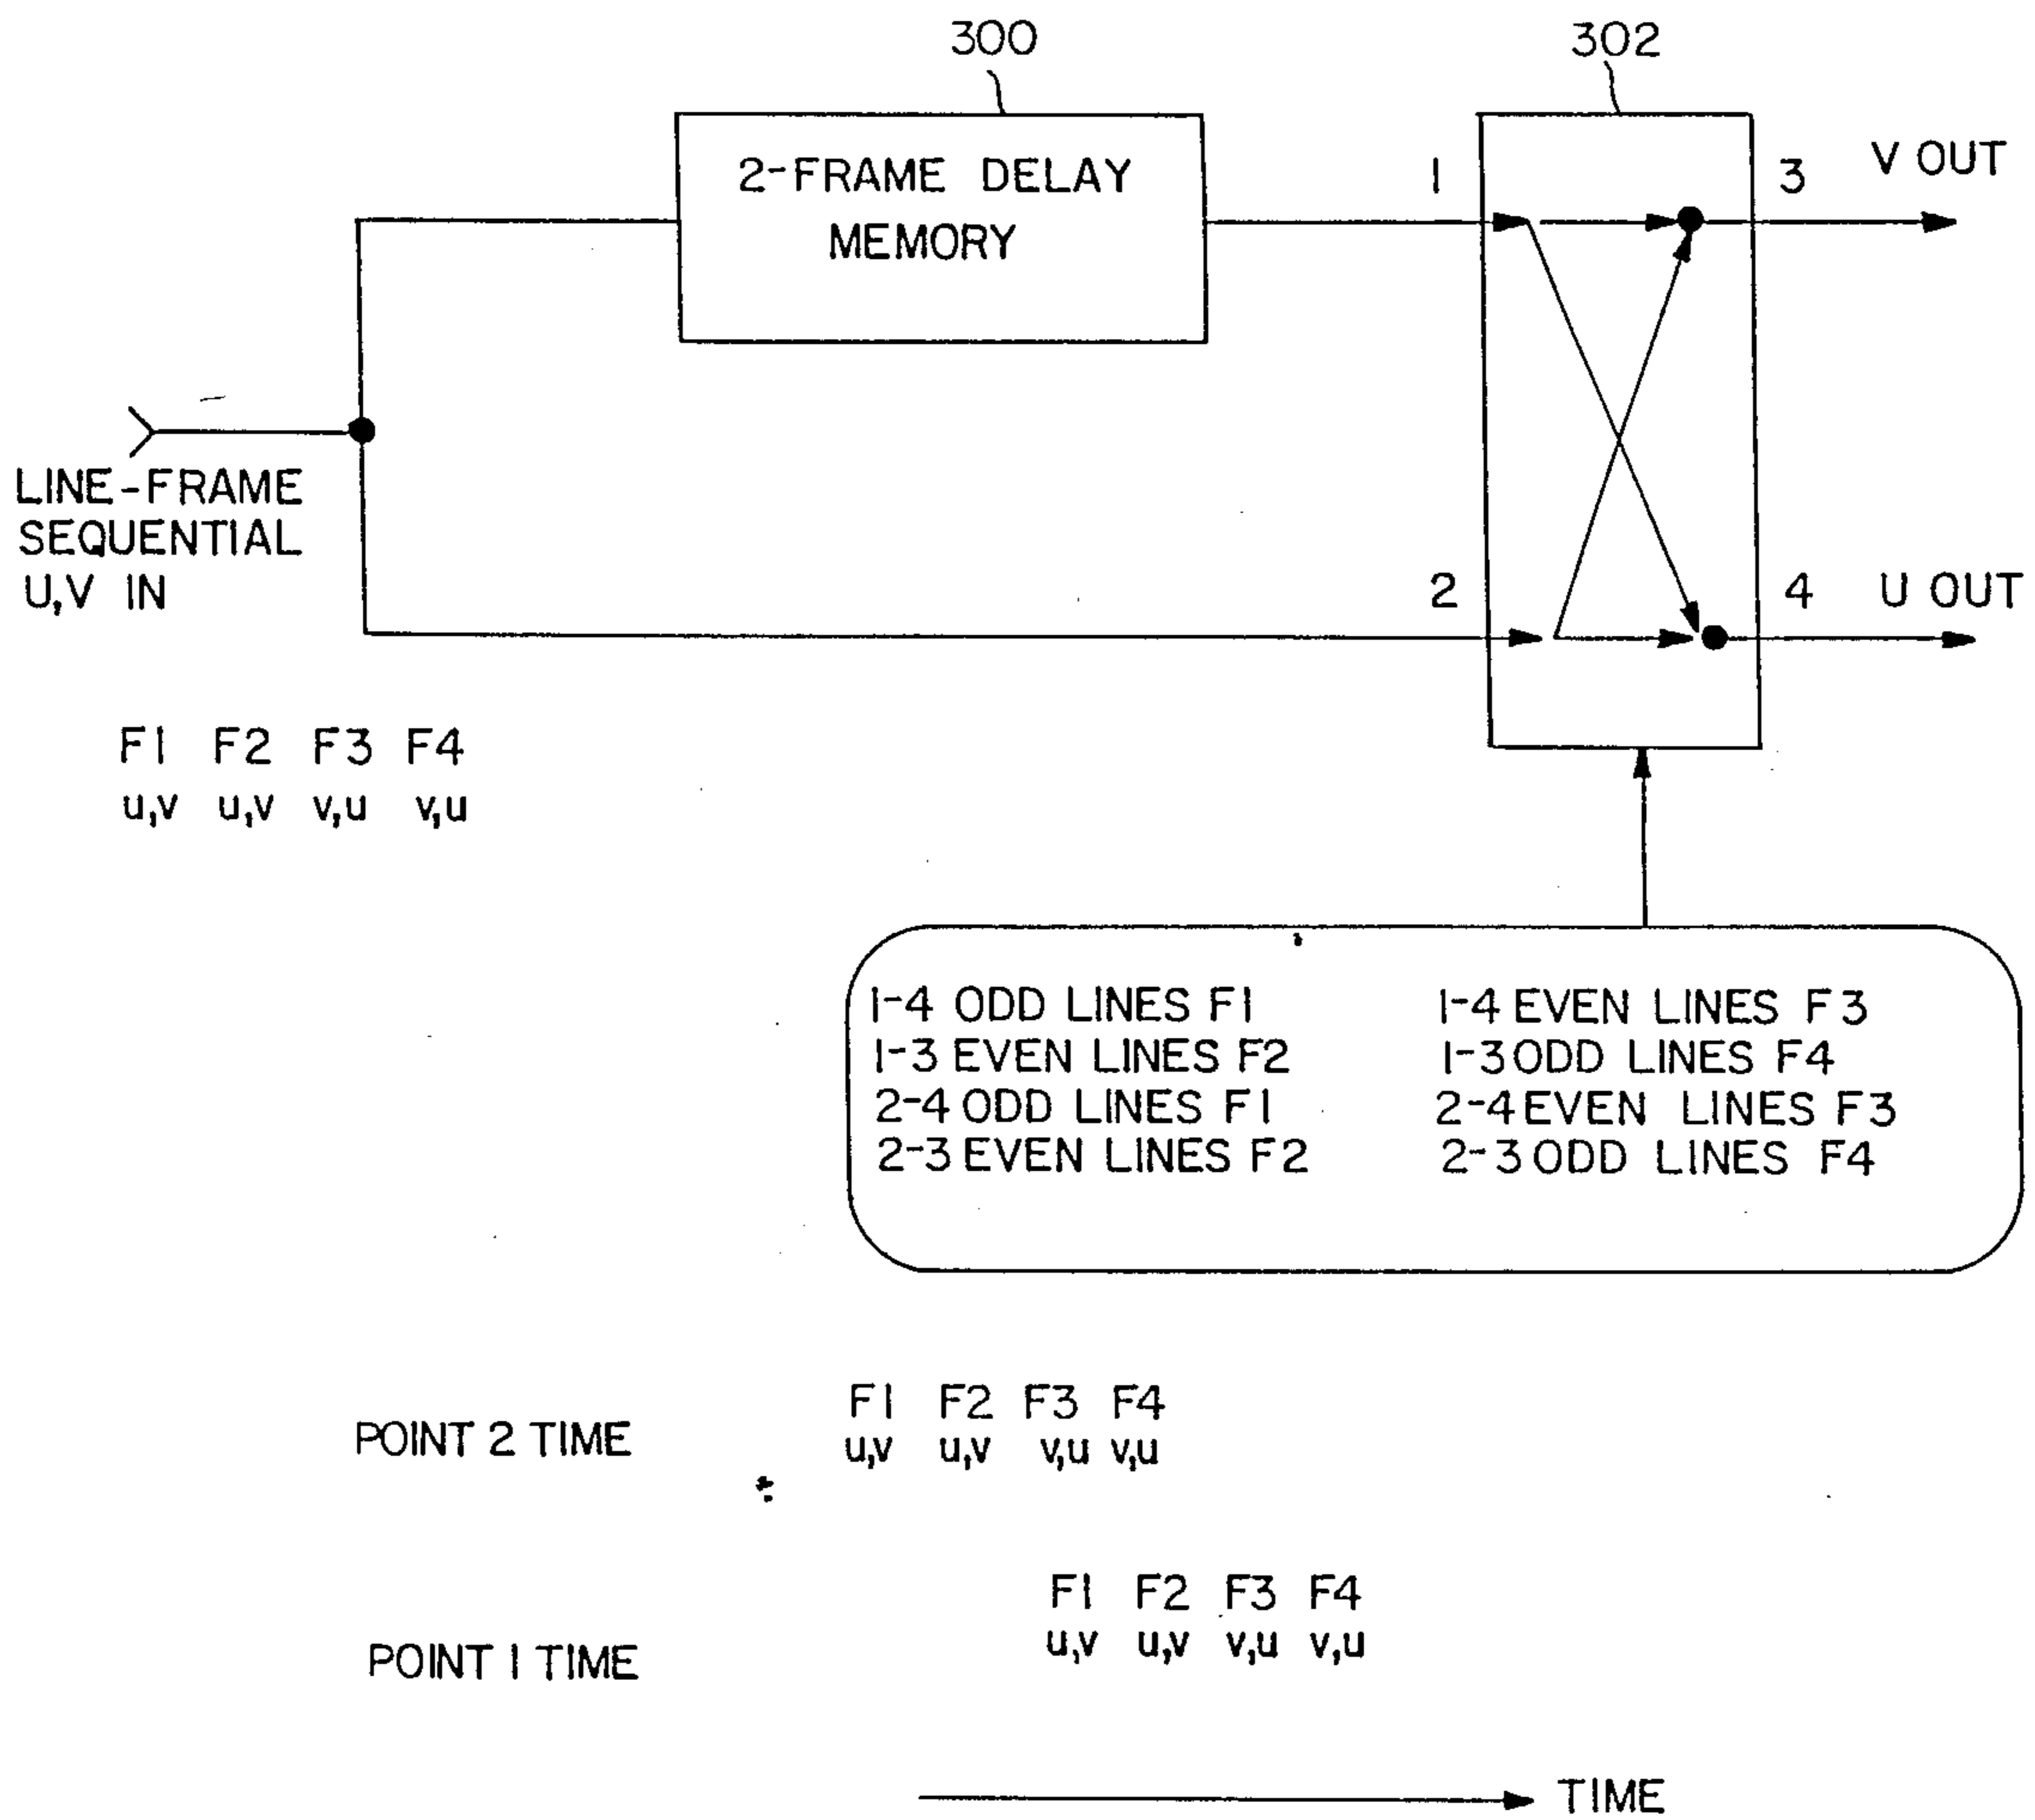 300
302
2-FRAME DELAY
MEMORY
1
3
V OUT
LINE-FRAME
SEQUENTIAL
U,V IN
2
4
U OUT
F1 F2 F3 F4
u,v u,v v,u v,u
1-4 ODD LINES F1
1-3 EVEN LINES F2
2-4 ODD LINES F1
2-3 EVEN LINES F2
1-4 EVEN LINES F3
1-3 ODD LINES F4
2-4 EVEN LINES F3
2-3 ODD LINES F4
POINT 2 TIME
F1 F2 F3 F4
u,v u,v v,u v,u
POINT 1 TIME
F1 F2 F3 F4
u,v u,v v,u v,u
TIME